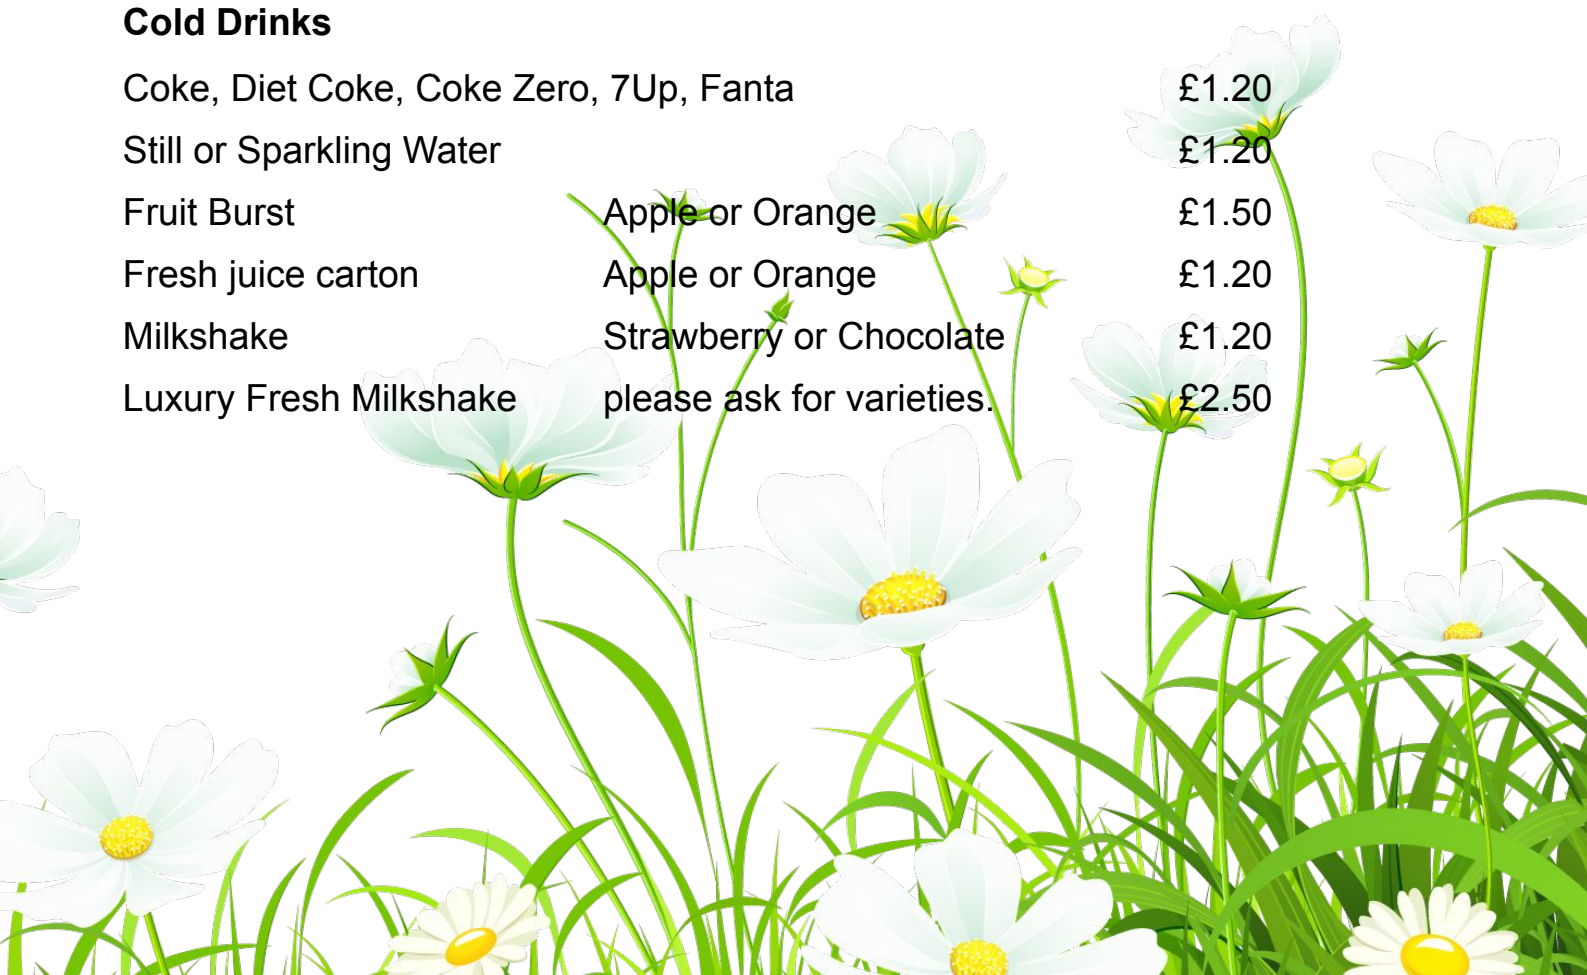 Cold Drinks
Coke, Diet Coke, Coke Zero, 7Up, Fanta £1.20
Still or Sparkling Water £1.20
Fruit Burst Apple or Orange £1.50
Fresh juice carton Apple or Orange £1.20
Milkshake Strawberry or Chocolate £1.20
Luxury Fresh Milkshake please ask for varieties. £2.50